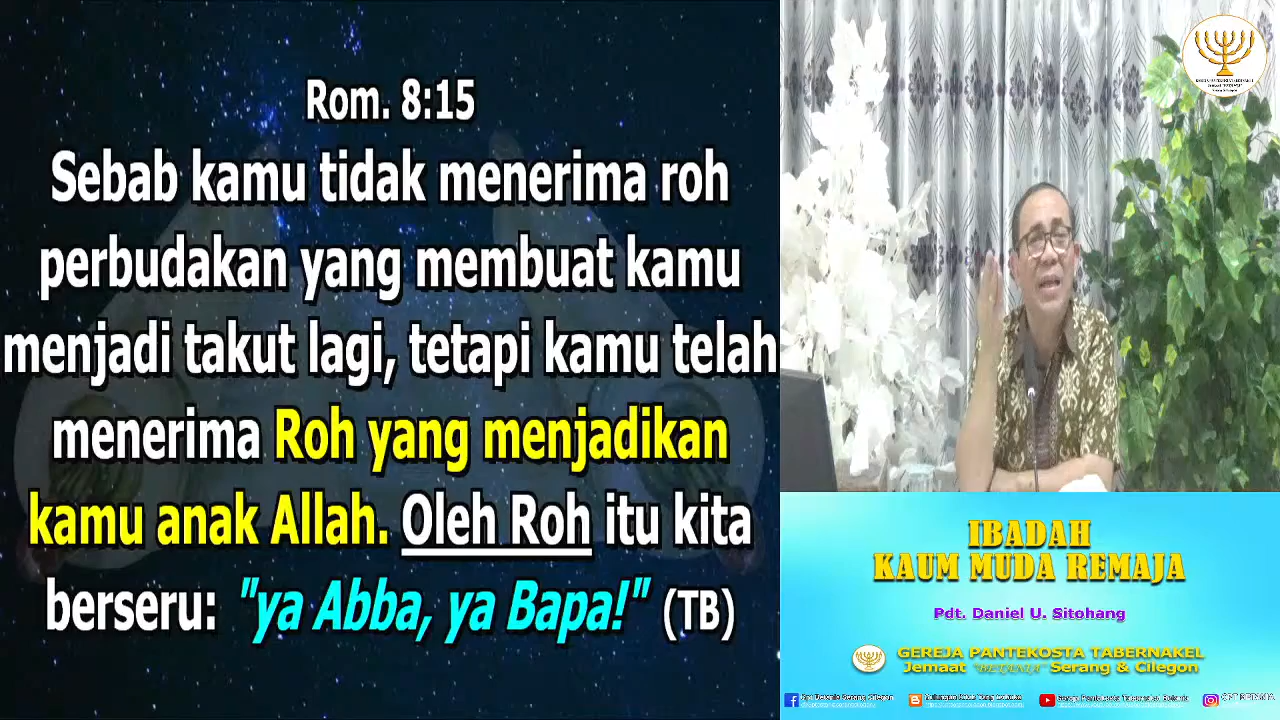 Rom. 8:15
Sebab kamu tidak menerima roh
perbudakan yang membuat kamu
menjadi takut lagi, tetapi kamu telah
menerima Roh yang menjadikan
kamu anak Allah. Oleh Roh itu kita
berseru: "ya Abba, ya Bapa!" (TB)
IBADAH
KAUM MUDA REMAJA
Pdt. Daniel U. Sitohang
GEREJA PANTEKOSTA TABERNAKEL
Jemaat "BETANIA" Serang & Cilegon